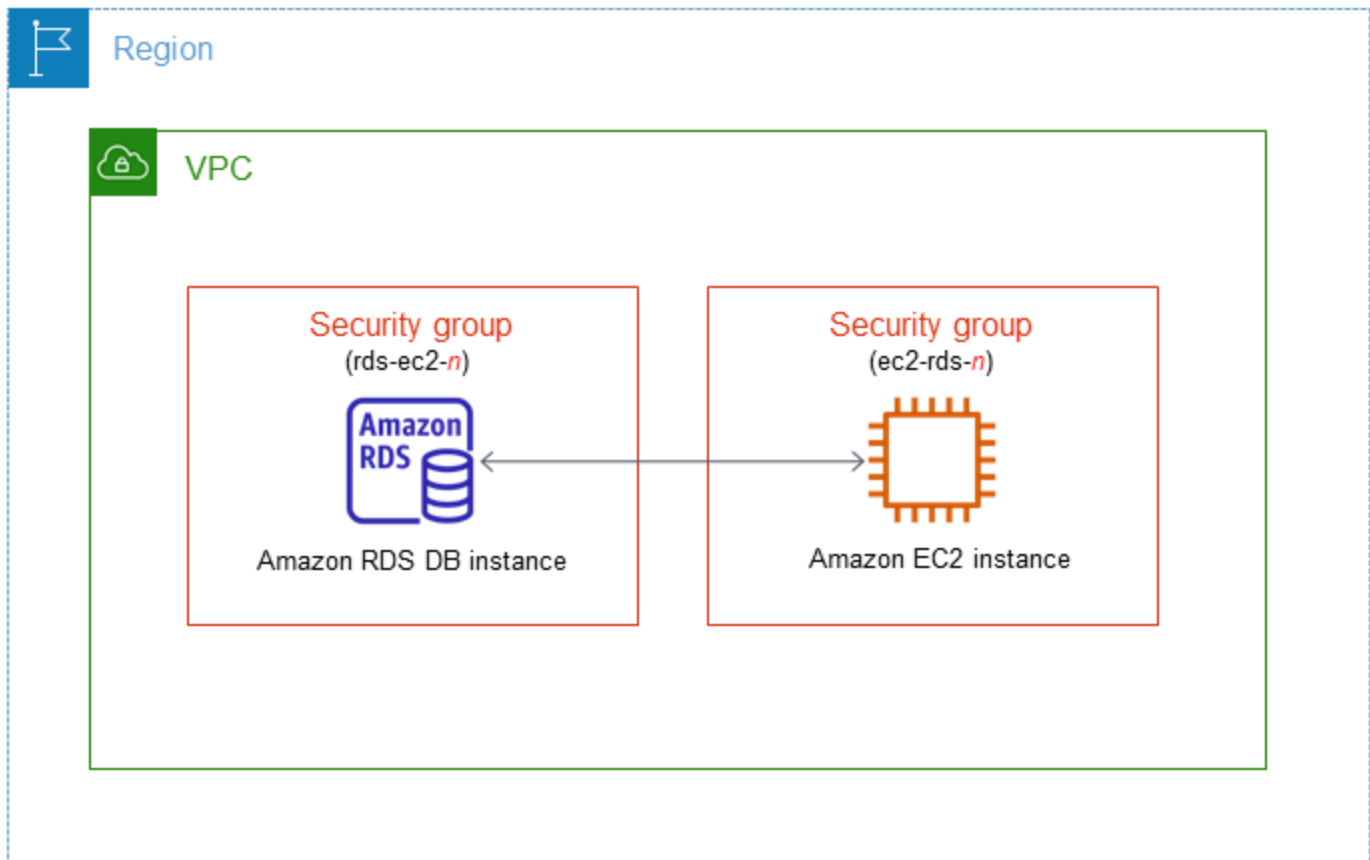 Region
VPC
Security group
(rds-ec2-n)
Amazon
RDS
Amazon RDS DB instance
Security group
(ec2-rds-n)
Amazon EC2 instance